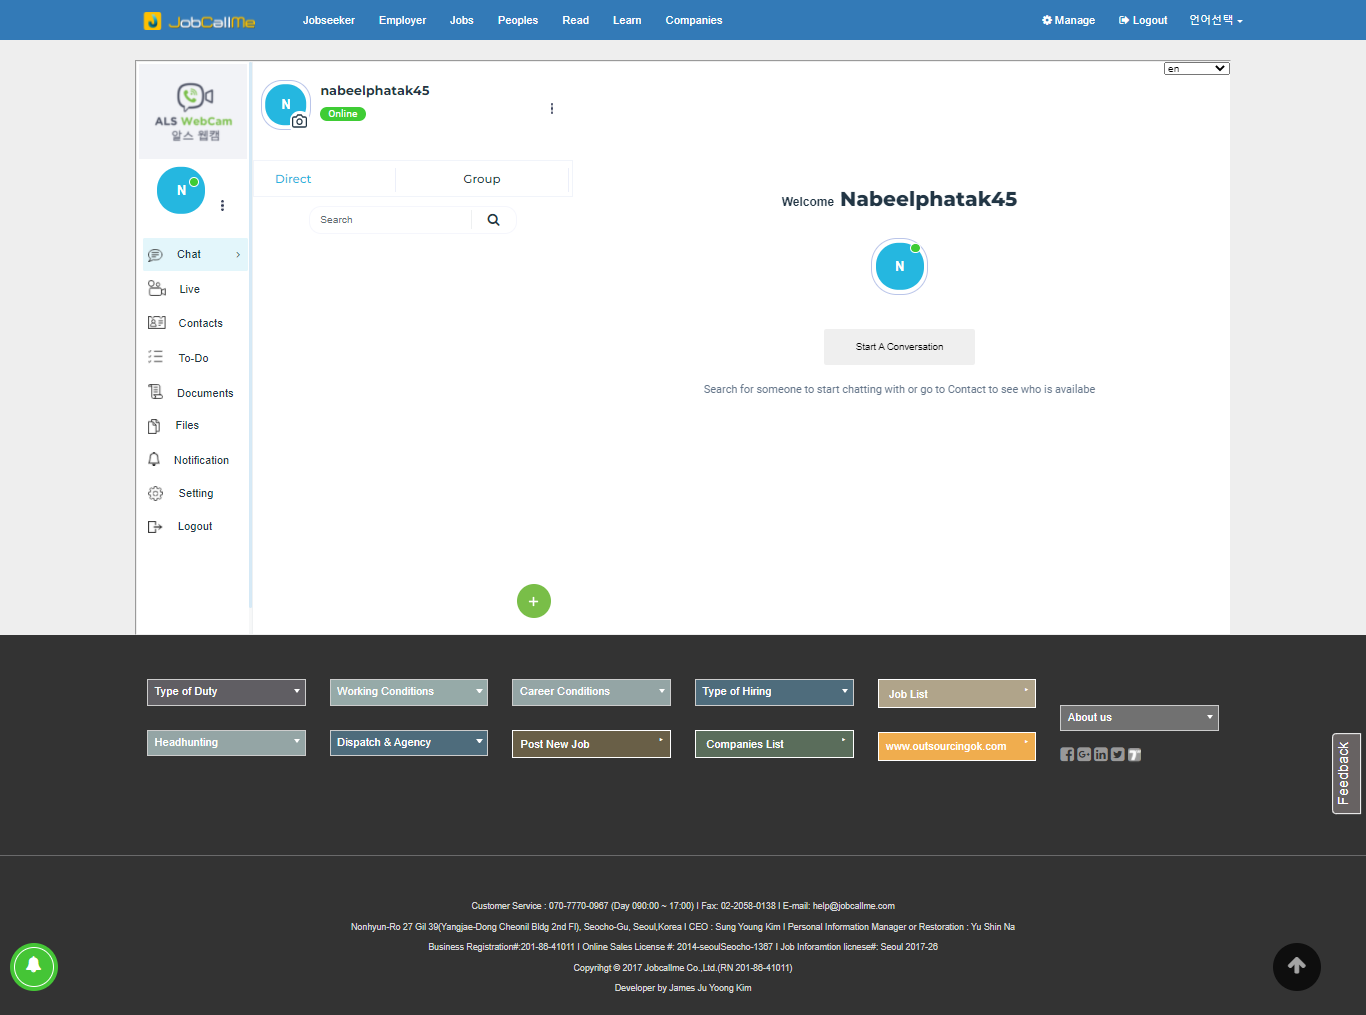 JobCallMe Jobseeker Employer Jobs Peoples Read Learn Companies Manage Logout 언어선택
en
ALS WebCam
알스 웹캠
N
nabeelphatak45
Online
N
Direct Group
Search
Welcome Nabeelphatak45
N
Start A Conversation
Search for someone to start chatting with or go to Contact to see who is availabe
Chat
Live
Contacts
To-Do
Documents
Files
Notification
Setting
Logout
+
Type of Duty Working Conditions Career Conditions Type of Hiring Job List
About us
Headhunting Dispatch & Agency Post New Job Companies List www.outsourcingok.com
Feedback
Customer Service : 070-7770-0967 (Day 090:00 ~ 17:00) I Fax: 02-2058-0138 I E-mail: help@jobcallme.com
Nonhyun-Ro 27 Gil 39(Yangjae-Dong Cheonil Bldg 2nd Fl), Seocho-Gu, Seoul,Korea I CEO : Sung Young Kim I Personal Information Manager or Restoration : Yu Shin Na
Business Registration#:201-86-41011 I Online Sales License #: 2014-seoulSeocho-1367 I Job Inforamtion licnese#: Seoul 2017-26
Copyrihgt © 2017 Jobcallme Co.,Ltd.(RN 201-86-41011)
Developer by James Ju Yoong Kim